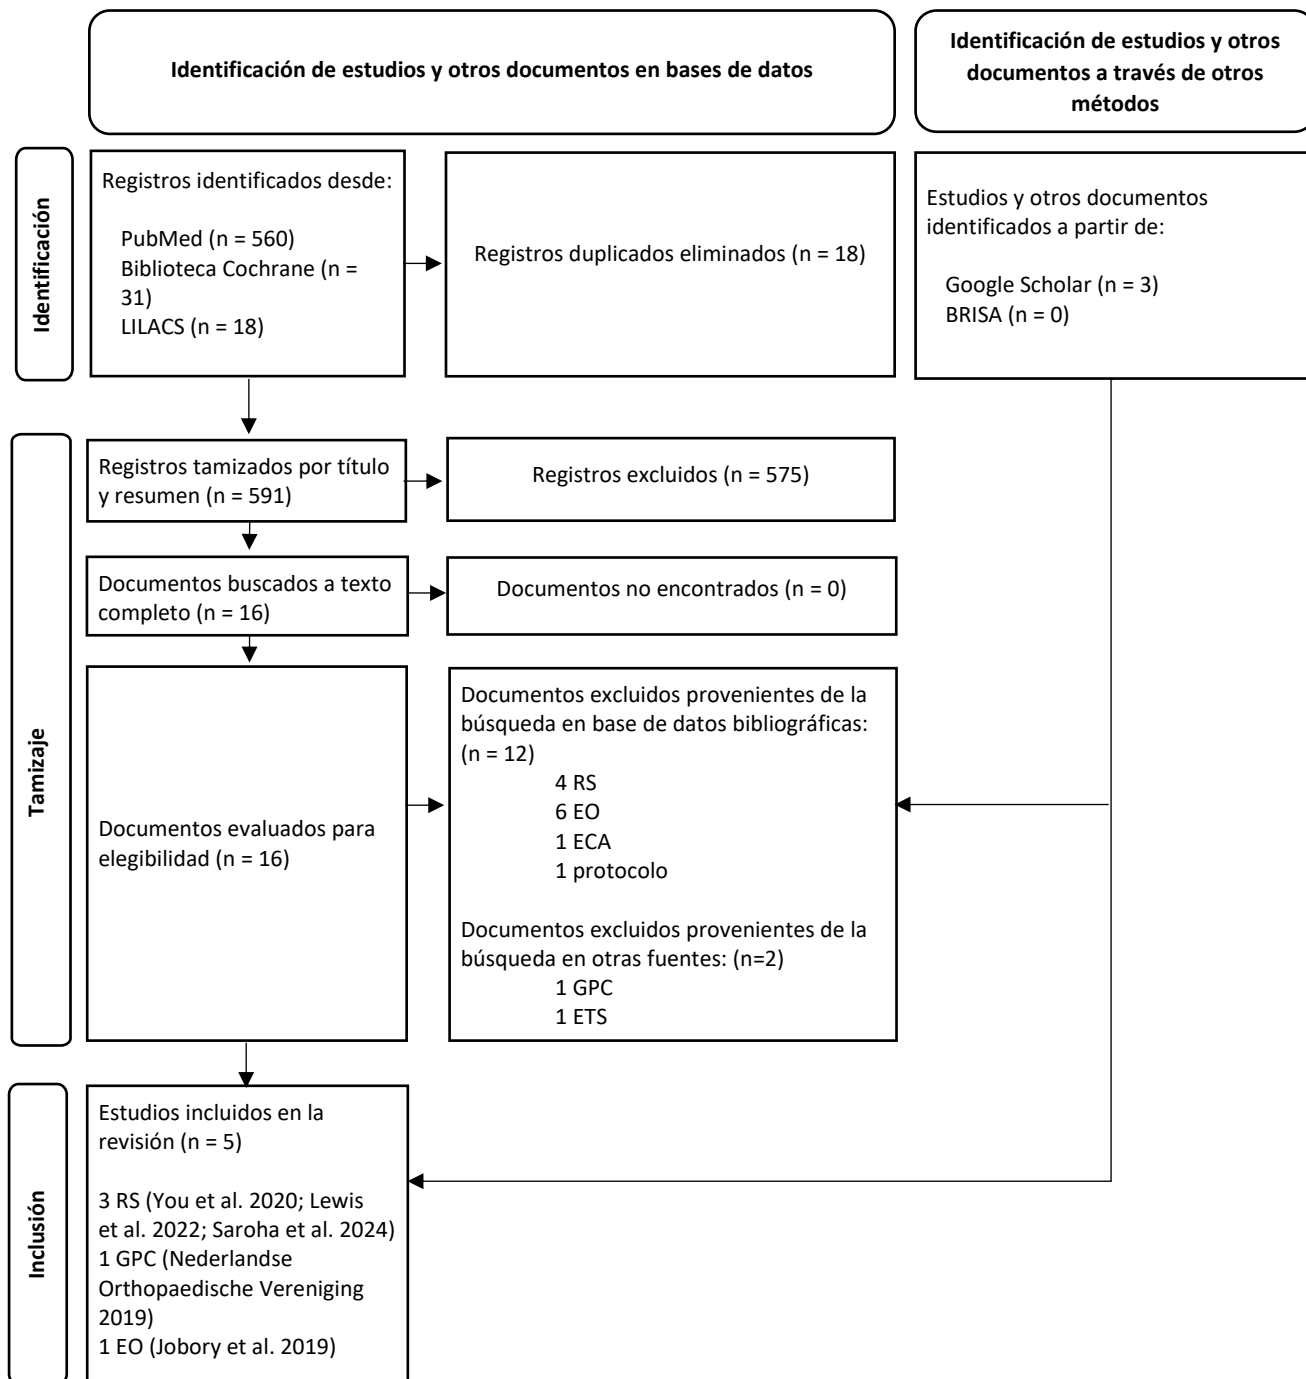 Identificación de estudios y otros documentos en bases de datos
Identificación de estudios y otros
documentos a través de otros
métodos
Identificación
Registros identificados desde:
PubMed (n = 560)
Biblioteca Cochrane (n =
31)
LILACS (n = 18)
Registros duplicados eliminados (n = 18)
Estudios y otros documentos
identificados a partir de:
Google Scholar (n = 3)
BRISA (n = 0)
Tamizaje
Registros tamizados por título
y resumen (n = 591)
Registros excluidos (n = 575)
Documentos buscados a texto
completo (n = 16)
Documentos no encontrados (n = 0)
Documentos evaluados para
elegibilidad (n = 16)
Documentos excluidos provenientes de la
búsqueda en base de datos bibliográficas:
(n = 12)
4 RS
6 EO
1 ECA
1 protocolo
Documentos excluidos provenientes de la
búsqueda en otras fuentes: (n=2)
1 GPC
1 ETS
Inclusión
Estudios incluidos en la
revisión (n = 5)
3 RS (You et al. 2020; Lewis
et al. 2022; Saroha et al. 2024)
1 GPC (Nederlandse
Orthopaedische Vereniging
2019)
1 EO (Jobory et al. 2019)